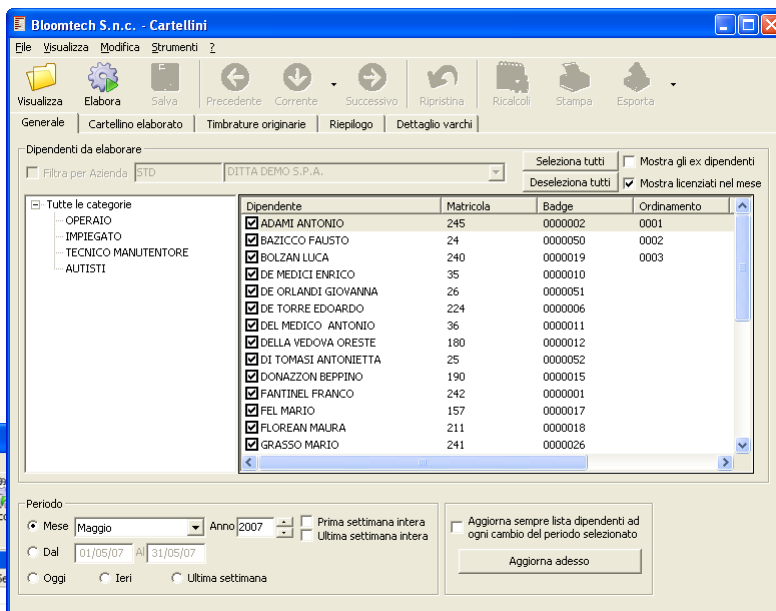 Bloomtech S.n.c. - Cartellini
File Visualizza Modifica Strumenti ?
Visualizza Elabora Salva Precedente Corrente Successivo Ripristina Ricalcoli Stampa Esporta
Generale Cartellino elaborato Timbrature originarie Riepilogo Dettaglio varchi
Dipendenti da elaborare
Filtra per Azienda STD DITTA DEMO S.P.A. Seleziona tutti Mostra gli ex dipendenti
Deseleziona tutti Mostra licenziati nel mese
Tutte le categorie
OPERAIO
IMPIEGATO
TECNICO MANUTENTORE
AUTISTI
Dipendente Matricola Badge Ordinamento
ADAMI ANTONIO 245 0000002 0001
BAZICCO FAUSTO 24 0000050 0002
BOLZAN LUCA 240 0000019 0003
DE MEDICI ENRICO 35 0000010
DE ORLANDI GIOVANNA 26 0000051
DE TORRE EDOARDO 224 0000006
DEL MEDICO ANTONIO 36 0000011
DELLA VEDOVA ORESTE 180 0000012
DI TOMASI ANTONIETTA 25 0000052
DONAZZON BEPPINO 190 0000015
FANTINEL FRANCO 242 0000001
FEL MARIO 157 0000017
FLOREAN MAURA 211 0000018
GRASSO MARIO 241 0000026
Periodo
Mese Maggio Anno 2007 Prima settimana intera
Ultima settimana intera
Dal 01/05/07 Al 31/05/07
Oggi Ieri Ultima settimana
Aggiorna sempre lista dipendenti ad
ogni cambio del periodo selezionato
Aggiorna adesso